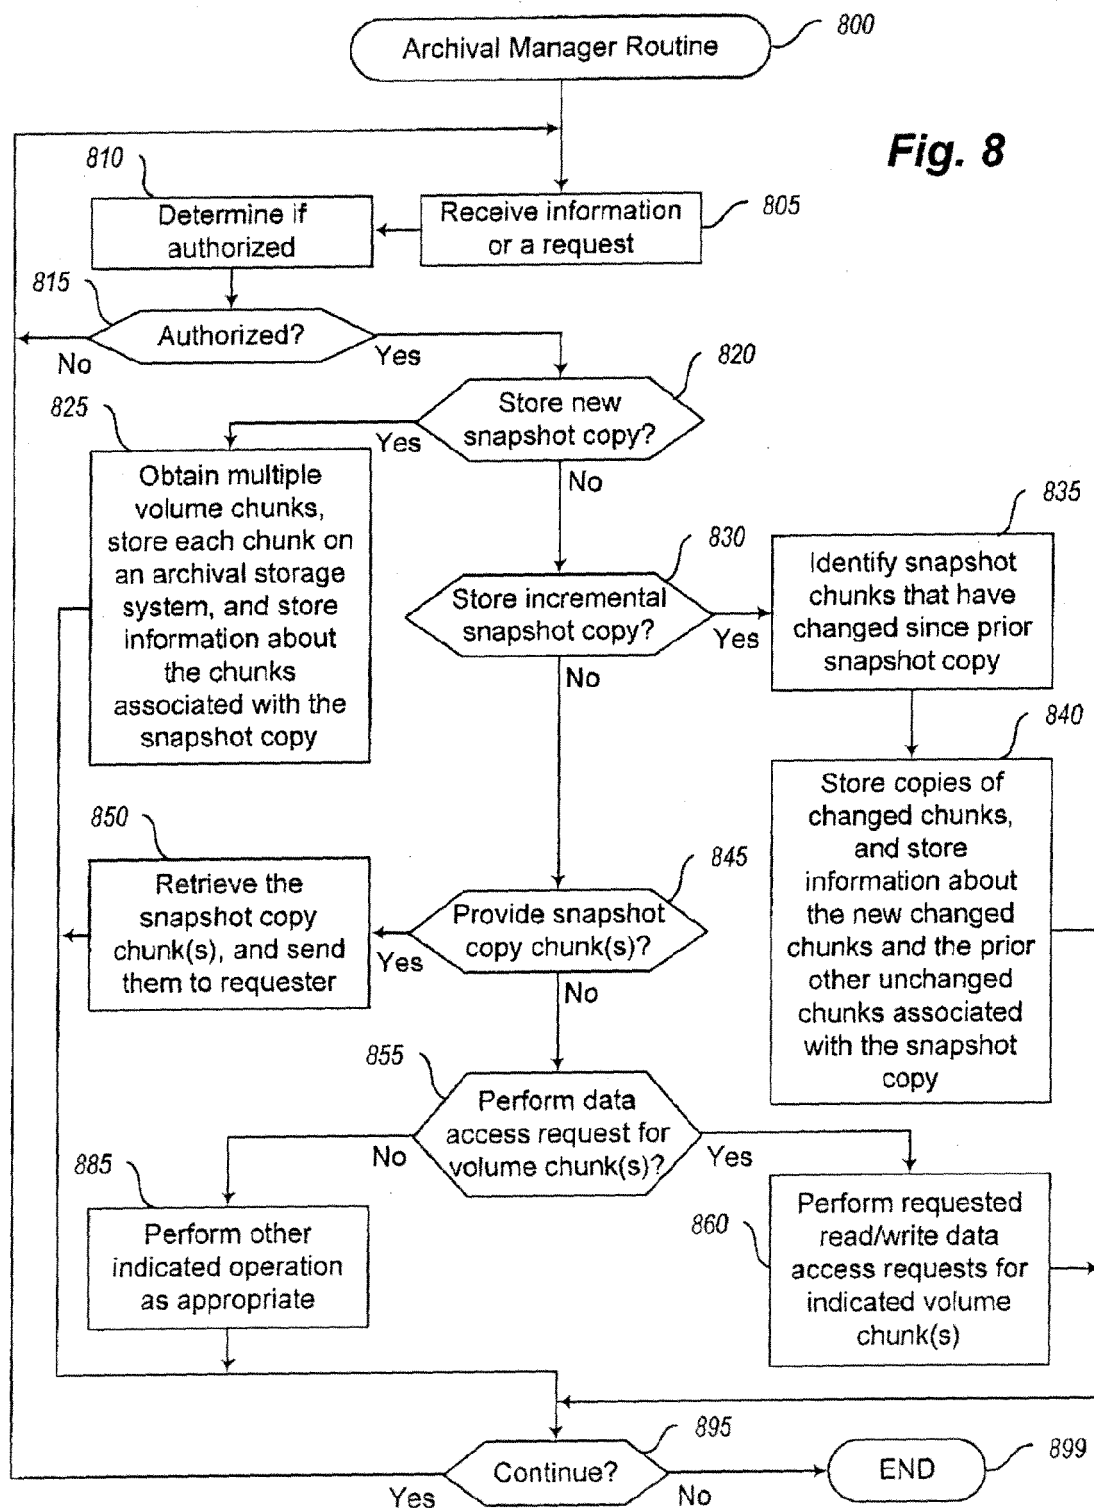 800
Archival Manager Routine
Fig. 8
810
Determine if
authorized
Receive information
or a request
805
815
Authorized?
No
Yes
820
Store new
snapshot copy?
Yes
No
825
Obtain multiple
volume chunks,
store each chunk on
an archival storage
system, and store
information about
the chunks
associated with the
snapshot copy
830
Store incremental
snapshot copy?
Yes
No
835
Identify snapshot
chunks that have
changed since prior
snapshot copy
840
Store copies of
changed chunks,
and store
information about
the new changed
chunks and the prior
other unchanged
chunks associated
with the snapshot
copy
845
Provide snapshot
copy chunk(s)?
Yes
No
850
Retrieve the
snapshot copy
chunk(s), and send
them to requester
855
Perform data
access request for
volume chunk(s)?
No
Yes
885
Perform other
indicated operation
as appropriate
860
Perform requested
read/write data
access requests for
indicated volume
chunk(s)
895
Continue?
Yes
No
END
899